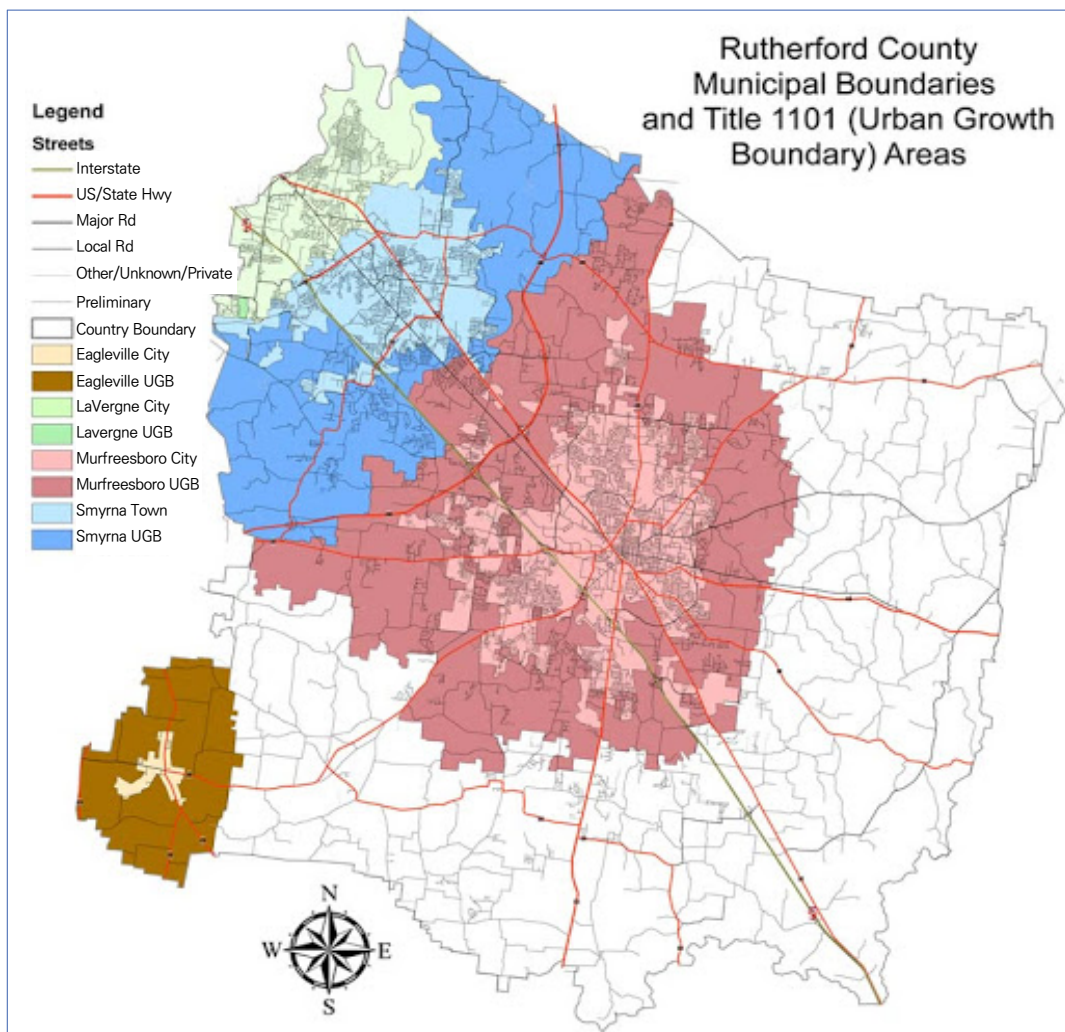 Rutherford County
Municipal Boundaries
and Title 1101 (Urban Growth
Boundary) Areas
Legend
Streets
Interstate
US/State Hwy
Major Rd
Local Rd
Other/Unknown/Private
Preliminary
Country Boundary
Eagleville City
Eagleville UGB
LaVergne City
Lavergne UGB
Murfreesboro City
Murfreesboro UGB
Smyrna Town
Smyrna UGB
N
W
E
S